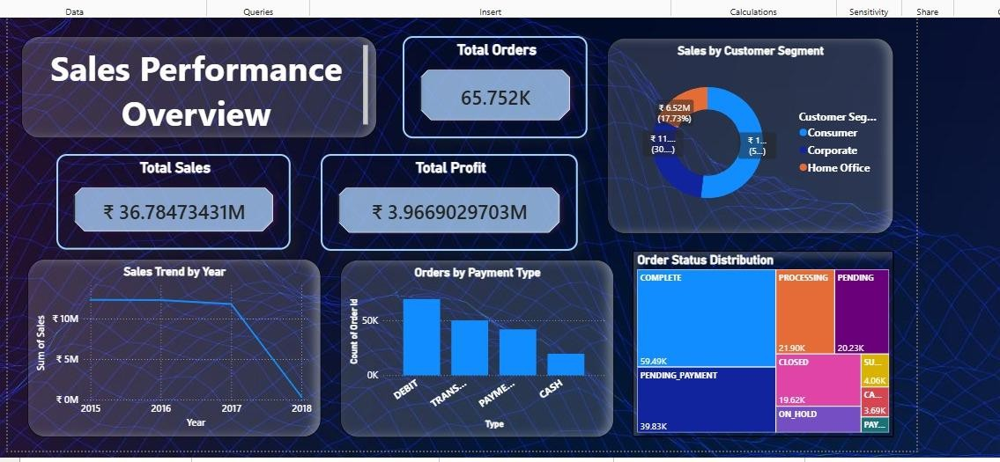 Data
Queries
Insert
Calculations
Sensitivity
Share
Sales Performance
Overview
Total Orders
65.752K
Total Sales
₹ 36.78473431M
Total Profit
₹ 3.9669029703M
Sales by Customer Segment
₹ 6.52M
(17.73%)
₹ 11....
(30....)
₹ 1...
(5...)
Customer Seg...
Consumer
Corporate
Home Office
Sales Trend by Year
Sum of Sales
₹ 10M
₹ 5M
₹ 0M
2015
2016
2017
2018
Year
Orders by Payment Type
Count of Order Id
50K
0K
DEBIT
TRANS...
PAYME...
CASH
Type
Order Status Distribution
COMPLETE
59.49K
PENDING_PAYMENT
39.83K
PROCESSING
21.90K
PENDING
20.23K
CLOSED
19.62K
ON_HOLD
SU...
4.06K
CA...
3.69K
PAY...